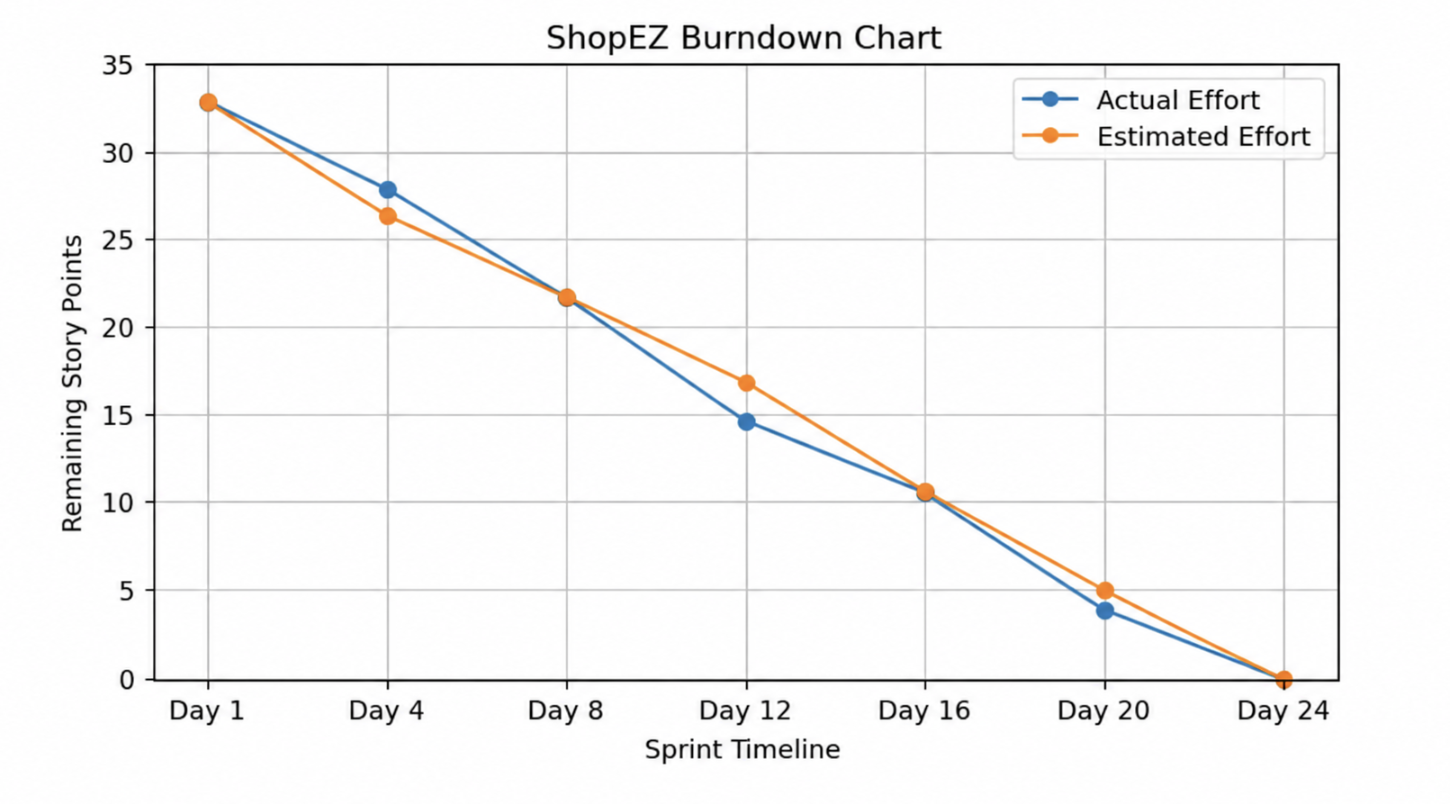 ShopEZ Burndown Chart
35
30
25
20
15
10
5
0
Remaining Story Points
Actual Effort
Estimated Effort
Day 1 Day 4 Day 8 Day 12 Day 16 Day 20 Day 24
Sprint Timeline